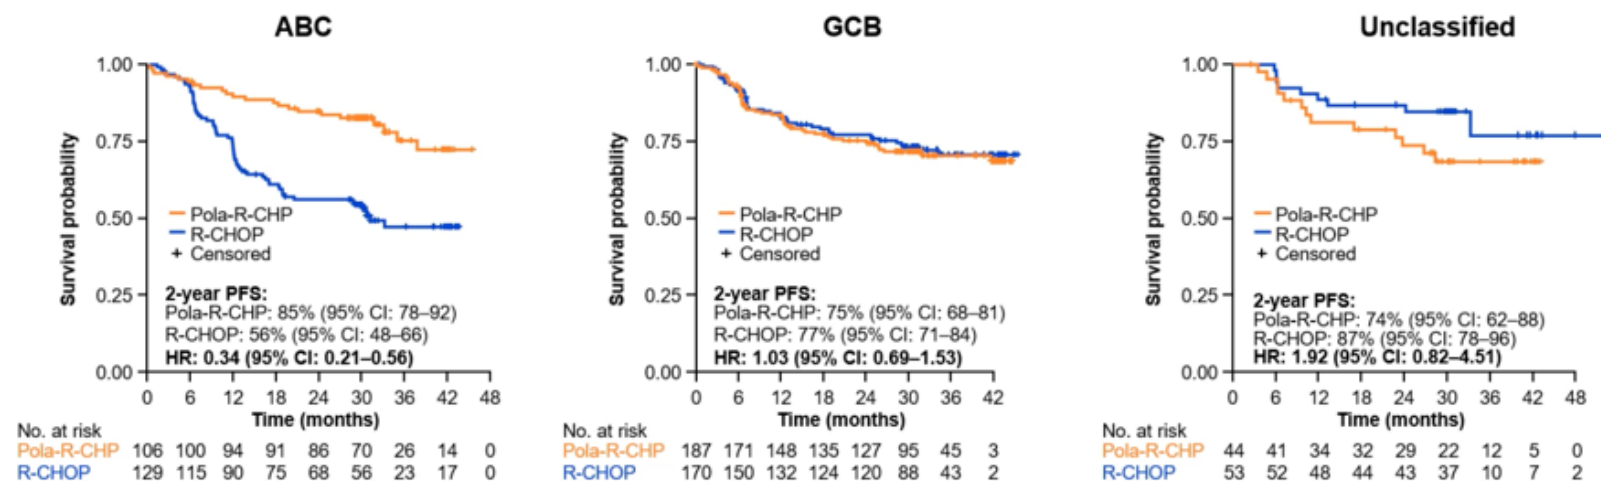 ABC
1.00
0.75
0.50
0.25
0.00
Survival probability
Pola-R-CHP
R-CHOP
+ Censored
2-year PFS:
Pola-R-CHP: 85% (95% CI: 78–92)
R-CHOP: 56% (95% CI: 48–66)
HR: 0.34 (95% CI: 0.21–0.56)
0 6 12 18 24 30 36 42 48
Time (months)
No. at risk
Pola-R-CHP 106 100 94 91 86 70 26 14 0
R-CHOP 129 115 90 75 68 56 23 17 0
GCB
1.00
0.75
0.50
0.25
0.00
Survival probability
Pola-R-CHP
R-CHOP
+ Censored
2-year PFS:
Pola-R-CHP: 75% (95% CI: 68–81)
R-CHOP: 77% (95% CI: 71–84)
HR: 1.03 (95% CI: 0.69–1.53)
0 6 12 18 24 30 36 42
Time (months)
No. at risk
Pola-R-CHP 187 171 148 135 127 95 45 3
R-CHOP 170 150 132 124 120 88 43 2
Unclassified
1.00
0.75
0.50
0.25
0.00
Survival probability
Pola-R-CHP
R-CHOP
+ Censored
2-year PFS:
Pola-R-CHP: 74% (95% CI: 62–88)
R-CHOP: 87% (95% CI: 78–96)
HR: 1.92 (95% CI: 0.82–4.51)
0 6 12 18 24 30 36 42 48
Time (months)
No. at risk
Pola-R-CHP 44 41 34 32 29 22 12 5 0
R-CHOP 53 52 48 44 43 37 10 7 2